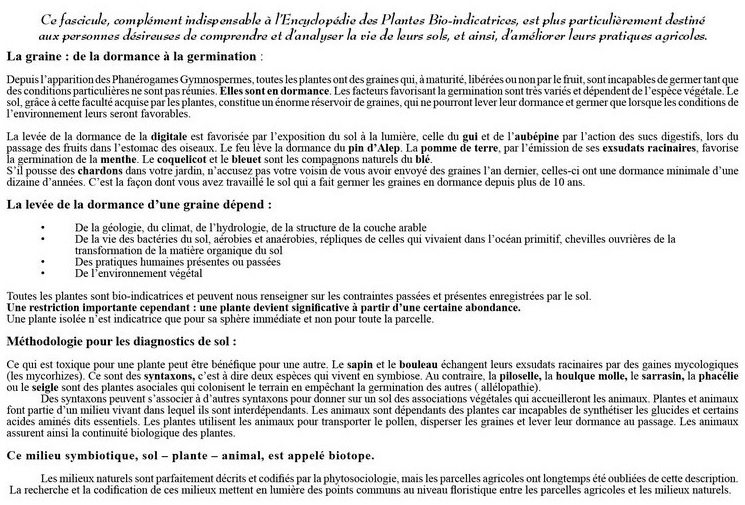 Ce fascicule, complément indispensable à l'Encyclopédie des Plantes Bio-indicatrices, est plus particulièrement destiné
aux personnes désireuses de comprendre et d'analyser la vie de leurs sols, et ainsi, d'améliorer leurs pratiques agricoles.
La graine : de la dormance à la germination :
Depuis l'apparition des Phanérogames Gymnospermes, toutes les plantes ont des graines qui, à maturité, libérées ou non par le fruit, sont incapables de germer tant que
des conditions particulières ne sont pas réunies. Elles sont en dormance. Les facteurs favorisant la germination sont très variés et dépendent de l'espèce végétale. Le
sol, grâce à cette faculté acquise par les plantes, constitue un énorme réservoir de graines, qui ne pourront lever leur dormance et germer que lorsque les conditions de
l'environnement leurs seront favorables.
La levée de la dormance de la digitale est favorisée par l'exposition du sol à la lumière, celle du gui et de l'aubépine par l'action des sucs digestifs, lors du
passage des fruits dans l'estomac des oiseaux. Le feu lève la dormance du pin d'Alep. La pomme de terre, par l'émission de ses exsudats racinaires, favorise
la germination de la menthe. Le coquelicot et le bleuet sont les compagnons naturels du blé.
S'il pousse des chardons dans votre jardin, n'accusez pas votre voisin de vous avoir envoyé des graines l'an dernier, celles-ci ont une dormance minimale d'une
dizaine d'années. C'est la façon dont vous avez travaillé le sol qui a fait germer les graines en dormance depuis plus de 10 ans.
La levée de la dormance d'une graine dépend :
• De la géologie, du climat, de l'hydrologie, de la structure de la couche arable
• De la vie des bactéries du sol, aérobies et anaérobies, répliques de celles qui vivaient dans l'océan primitif, chevilles ouvrières de la
transformation de la matière organique du sol
• Des pratiques humaines présentes ou passées
• De l'environnement végétal
Toutes les plantes sont bio-indicatrices et peuvent nous renseigner sur les contraintes passées et présentes enregistrées par le sol.
Une restriction importante cependant : une plante devient significative à partir d'une certaine abondance.
Une plante isolée n'est indicatrice que pour sa sphère immédiate et non pour toute la parcelle.
Méthodologie pour les diagnostics de sol :
Ce qui est toxique pour une plante peut être bénéfique pour une autre. Le sapin et le bouleau échangent leurs exsudats racinaires par des gaines mycologiques
(les mycorhizes). Ce sont des syntaxons, c'est à dire deux espèces qui vivent en symbiose. Au contraire, la piloselle, la houlque molle, le sarrasin, la phacélie
ou le seigle sont des plantes asociales qui colonisent le terrain en empêchant la germination des autres ( allélopathie).
Des syntaxons peuvent s'associer à d'autres syntaxons pour donner sur un sol des associations végétales qui accueilleront les animaux. Plantes et animaux
font partie d'un milieu vivant dans lequel ils sont interdépendants. Les animaux sont dépendants des plantes car incapables de synthétiser les glucides et certains
acides aminés dits essentiels. Les plantes utilisent les animaux pour transporter le pollen, disperser les graines et lever leur dormance au passage. Les animaux
assurent ainsi la continuité biologique des plantes.
Ce milieu symbiotique, sol – plante – animal, est appelé biotope.
Les milieux naturels sont parfaitement décrits et codifiés par la phytosociologie, mais les parcelles agricoles ont longtemps été oubliées de cette description.
La recherche et la codification de ces milieux mettent en lumière des points communs au niveau floristique entre les parcelles agricoles et les milieux naturels.